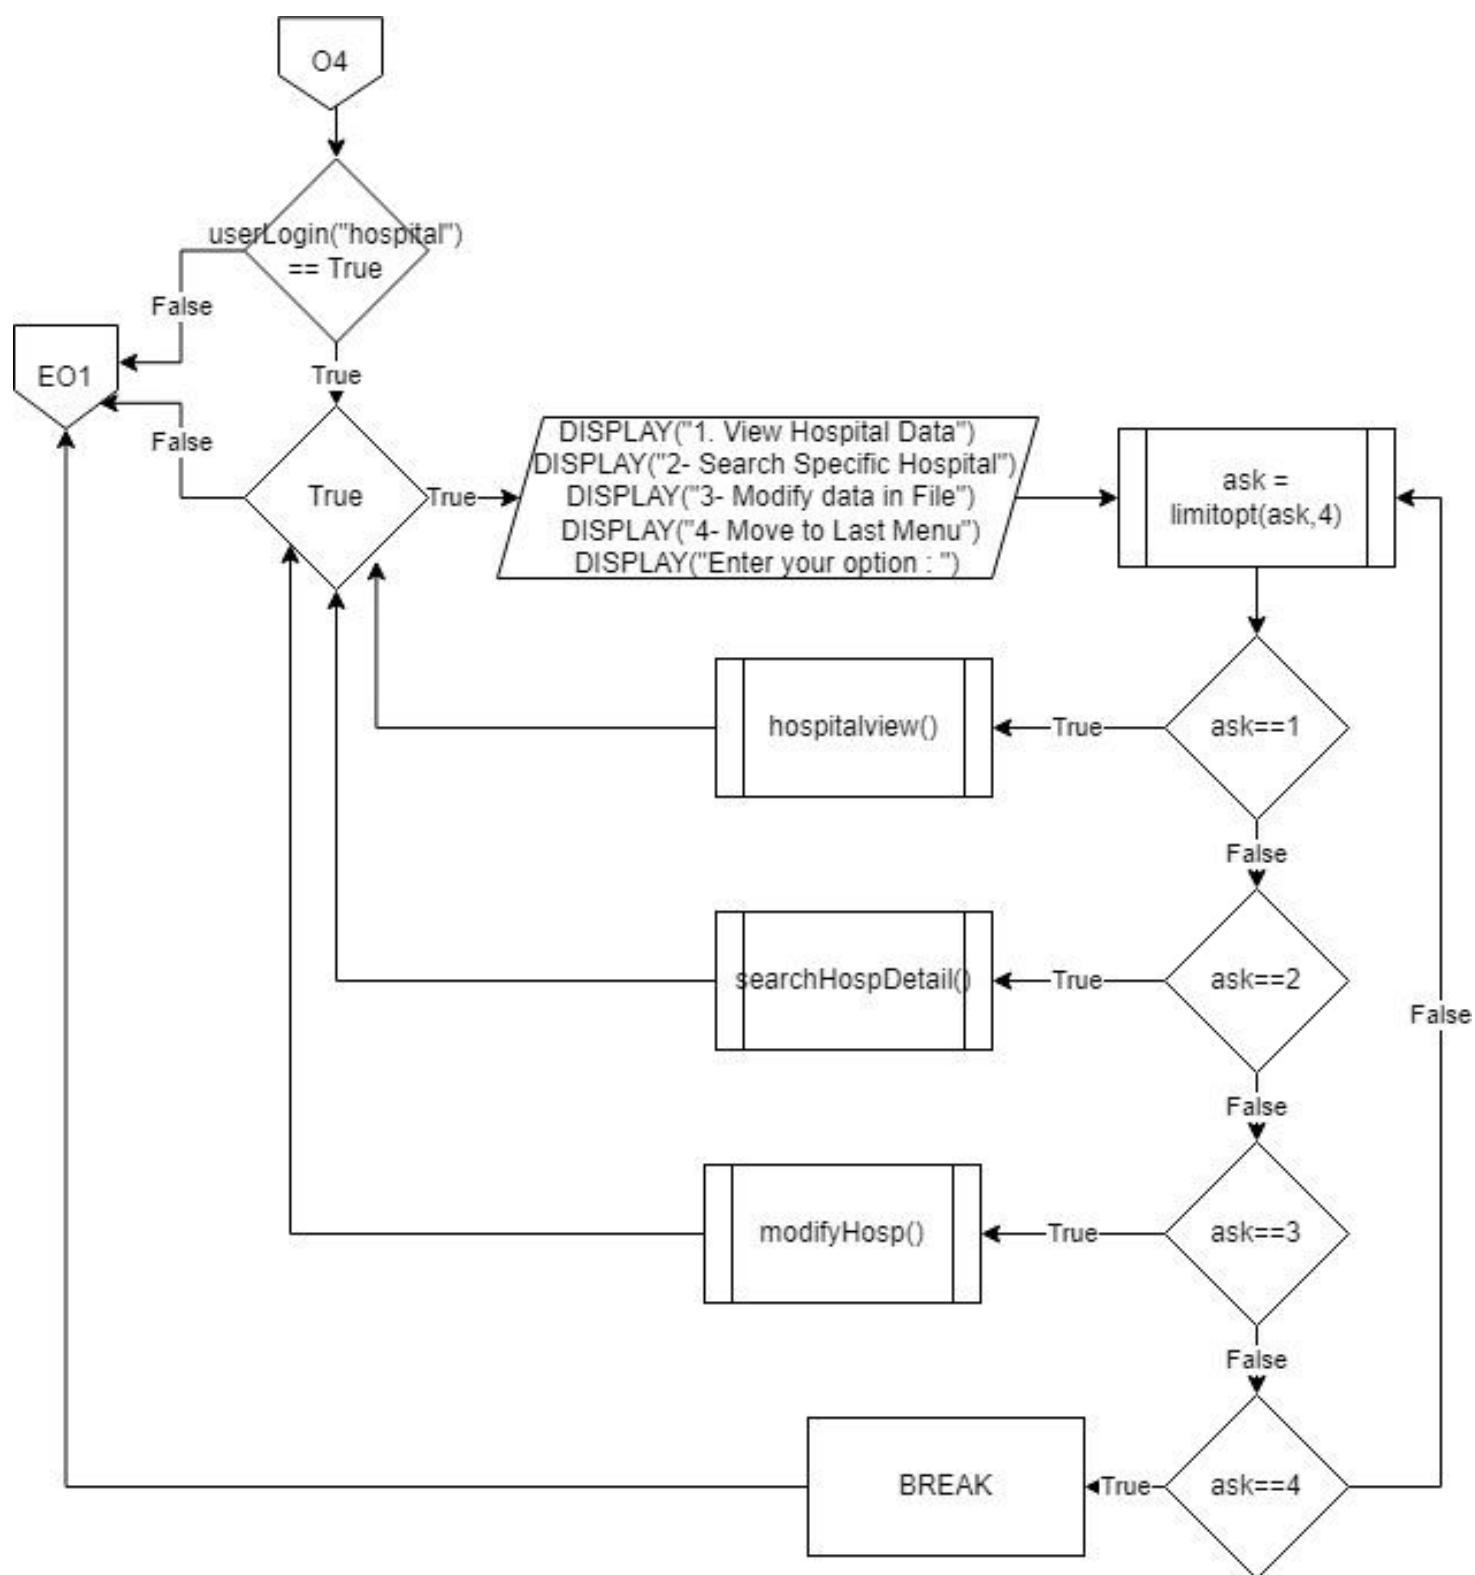 O4
userLogin("hospital")
== True
False
EO1
True
False
True
True
DISPLAY("1. View Hospital Data")
DISPLAY("2- Search Specific Hospital")
DISPLAY("3- Modify data in File")
DISPLAY("4- Move to Last Menu")
DISPLAY("Enter your option : ")
ask =
limitopt(ask,4)
hospitalview()
True
ask==1
False
searchHospDetail()
True
ask==2
False
False
modifyHosp()
True
ask==3
False
BREAK
True
ask==4